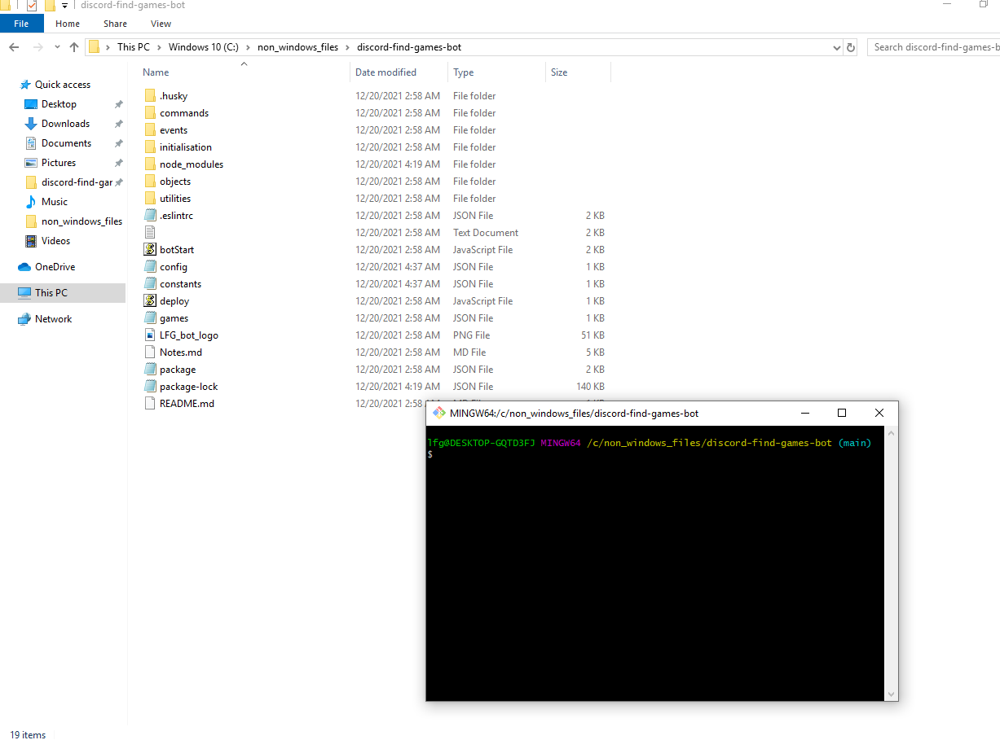 discord-find-games-bot
File Home Share View
This PC Windows 10 (C:) non_windows_files discord-find-games-bot
Search discord-find-games-b
Quick access
Desktop
Downloads
Documents
Pictures
discord-find-gar
Music
non_windows_files
Videos
OneDrive
This PC
Network
Name Date modified Type Size
.husky 12/20/2021 2:58 AM File folder
commands 12/20/2021 2:58 AM File folder
events 12/20/2021 2:58 AM File folder
initialisation 12/20/2021 2:58 AM File folder
node_modules 12/20/2021 4:19 AM File folder
objects 12/20/2021 2:58 AM File folder
utilities 12/20/2021 2:58 AM File folder
.eslintrc 12/20/2021 2:58 AM JSON File 2 KB
12/20/2021 2:58 AM Text Document 2 KB
botStart 12/20/2021 2:58 AM JavaScript File 2 KB
config 12/20/2021 4:37 AM JSON File 1 KB
constants 12/20/2021 4:37 AM JSON File 1 KB
deploy 12/20/2021 2:58 AM JavaScript File 1 KB
games 12/20/2021 2:58 AM JSON File 1 KB
LFG_bot_logo 12/20/2021 2:58 AM PNG File 51 KB
Notes.md 12/20/2021 2:58 AM MD File 5 KB
package 12/20/2021 2:58 AM JSON File 2 KB
package-lock 12/20/2021 4:19 AM JSON File 140 KB
README.md 12/20/2021 2:58
MINGW64:/c/non_windows_files/discord-find-games-bot
lfg@DESKTOP-GQTD3FJ MINGW64 /c/non_windows_files/discord-find-games-bot (main)
$
19 items